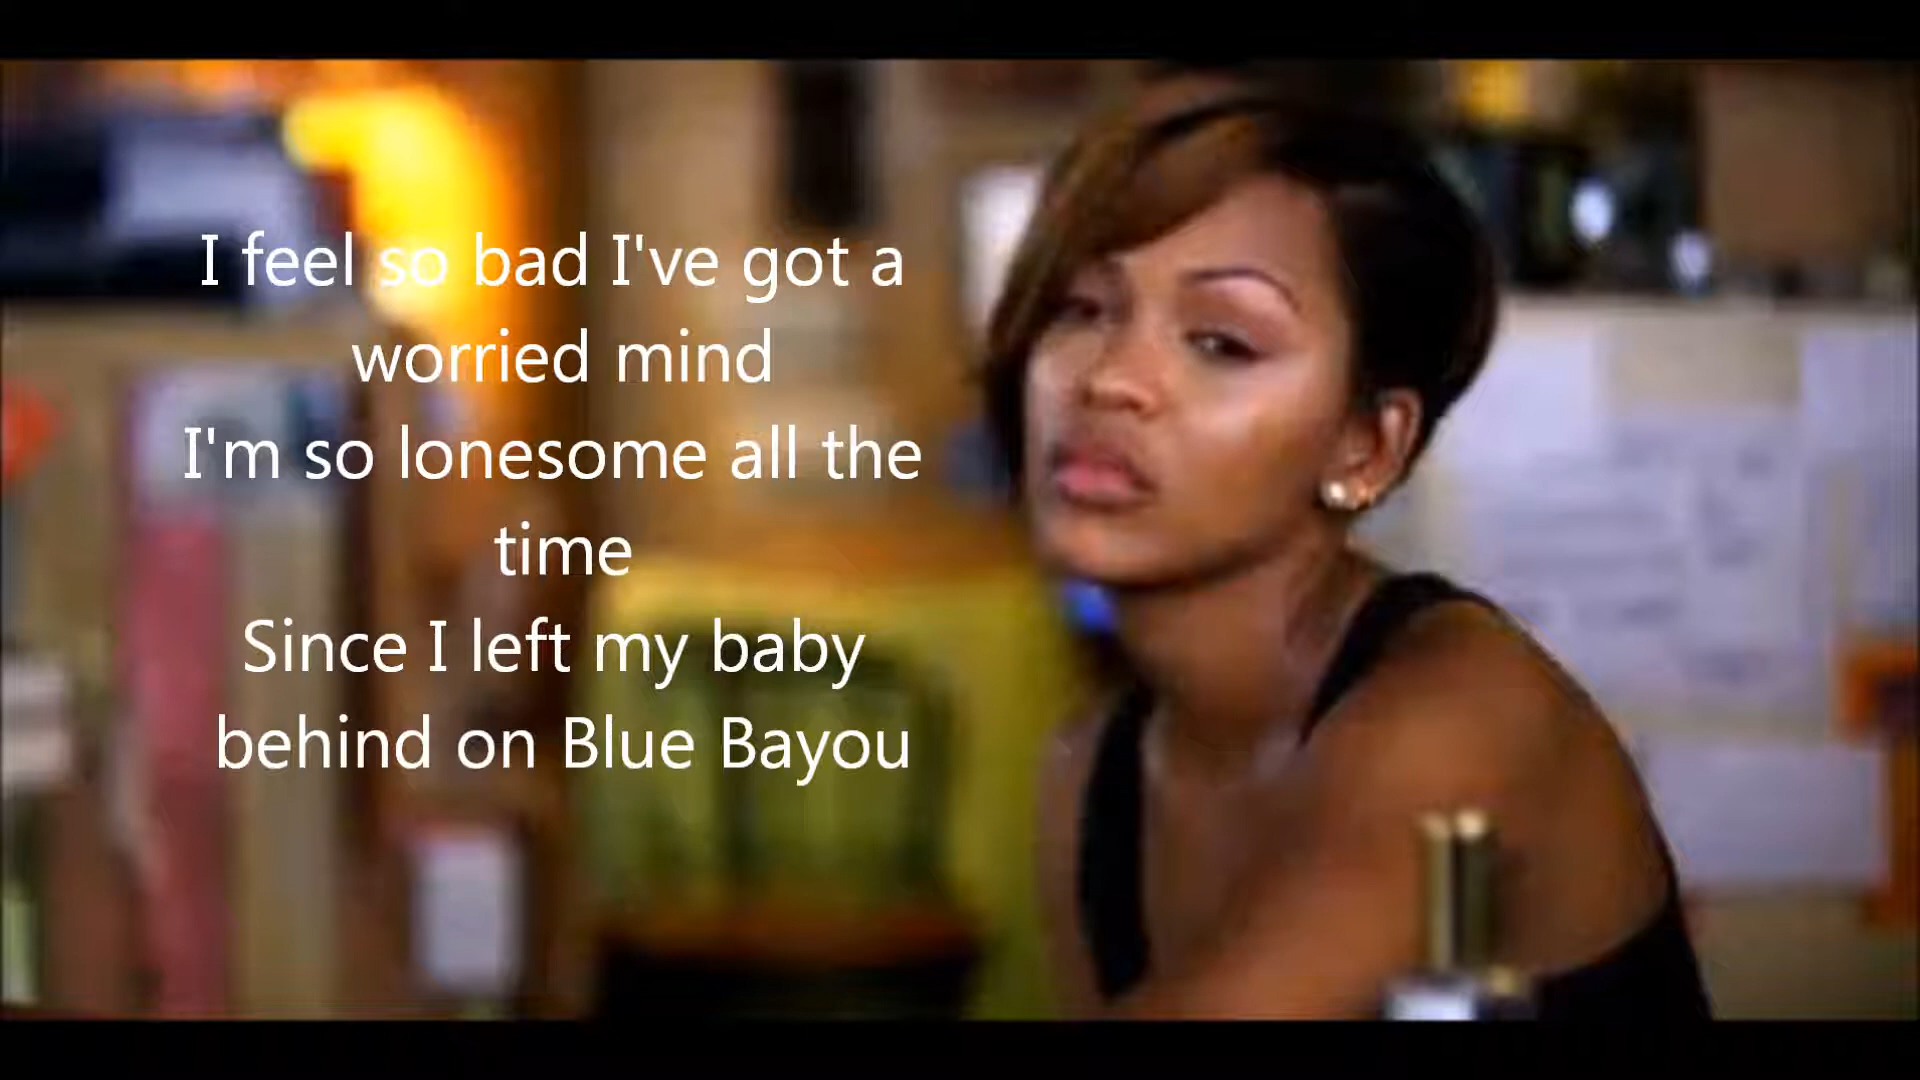 I feel so bad I've got a
worried mind
I'm so lonesome all the
time
Since I left my baby
behind on Blue Bayou